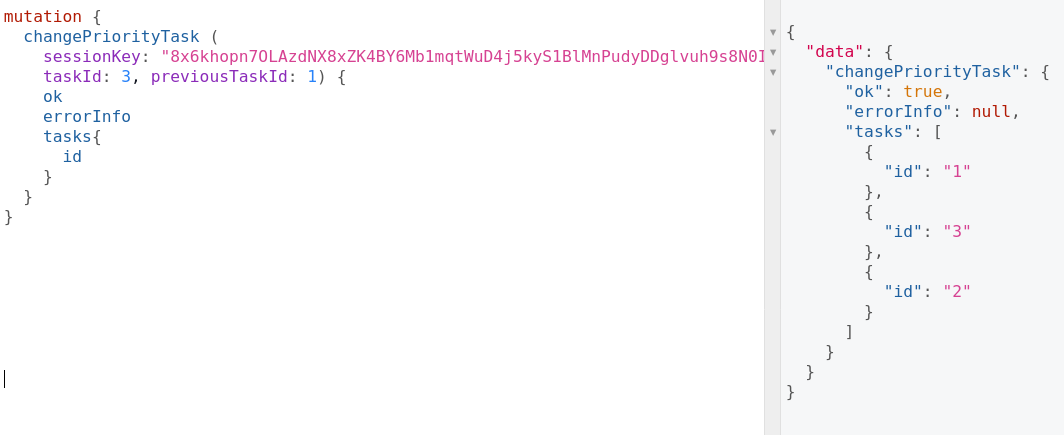 mutation {
  changePriorityTask (
    sessionKey: "8x6khopn7OLAzdNX8xZK4BY6Mb1mqtWuD4j5kyS1BlMnPudyDDglvuh9s8N0I
    taskId: 3, previousTaskId: 1) {
    ok
    errorInfo
    tasks{
      id
    }
  }
}
{
  "data": {
    "changePriorityTask": {
      "ok": true,
      "errorInfo": null,
      "tasks": [
        {
          "id": "1"
        },
        {
          "id": "3"
        },
        {
          "id": "2"
        }
      ]
    }
  }
}